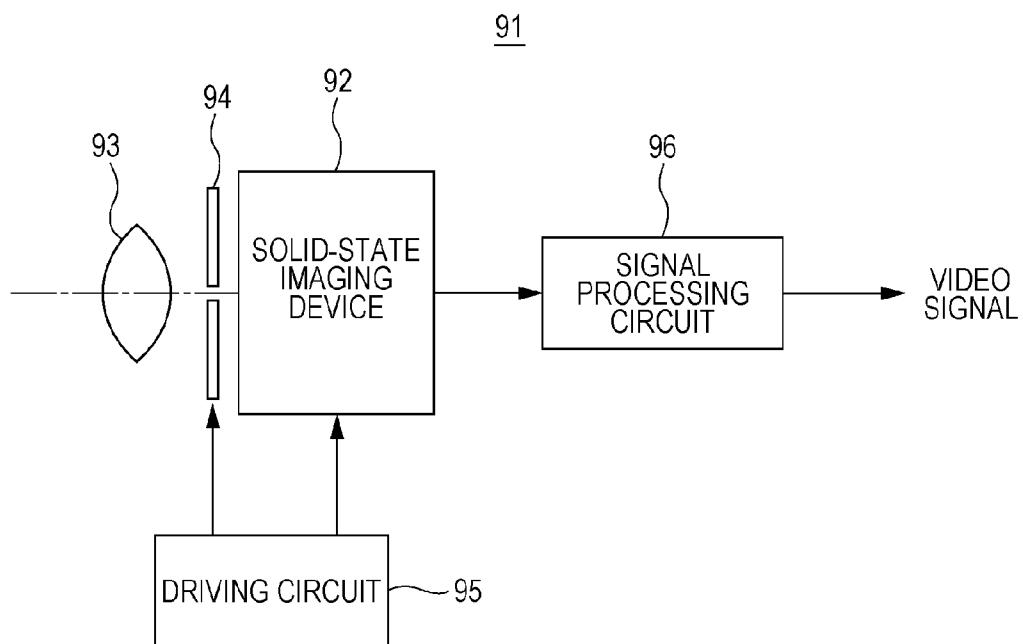 91
92
94
93
96
SOLID-STATE
IMAGING
DEVICE
SIGNAL
PROCESSING
CIRCUIT
VIDEO
SIGNAL
DRIVING CIRCUIT
95